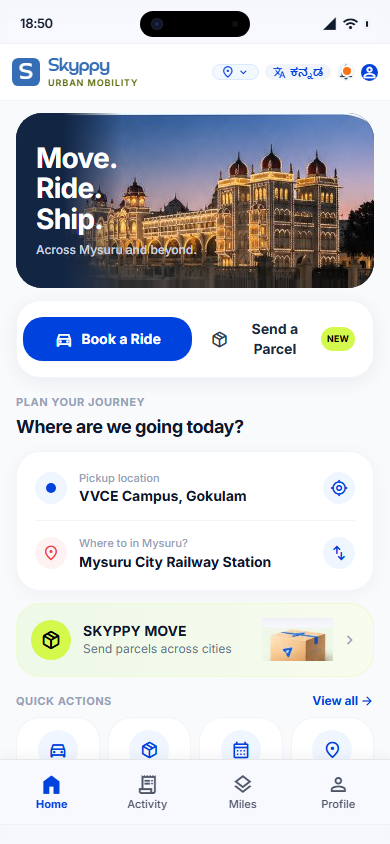 18:50
S
Skyppy
URBAN MOBILITY
ಕನ್ನಡ
Move.
Ride.
Ship.
Across Mysuru and beyond.
Book a Ride
Send a
Parcel
NEW
PLAN YOUR JOURNEY
Where are we going today?
Pickup location
VVCE Campus, Gokulam
Where to in Mysuru?
Mysuru City Railway Station
SKYPPY MOVE
Send parcels across cities
QUICK ACTIONS
View all →
Home
Activity
Miles
Profile